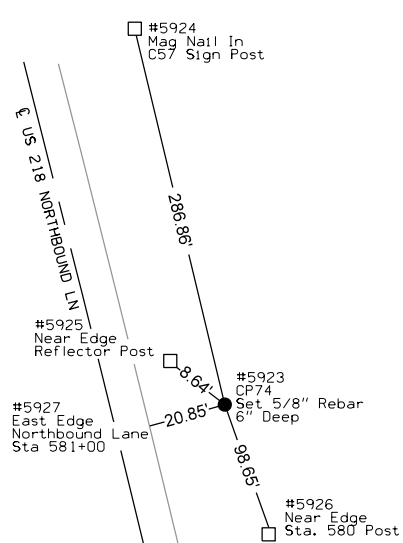 #5924
Mag Nail In
C57 Sign Post
℄ US 218 NORTHBOUND LN
286.86'
#5925
Near Edge
Reflector Post
8.64'
#5923
CP74
Set 5/8" Rebar
6" Deep
#5927
East Edge
Northbound Lane
Sta 581+00
20.85'
98.65'
#5926
Near Edge
Sta. 580 Post